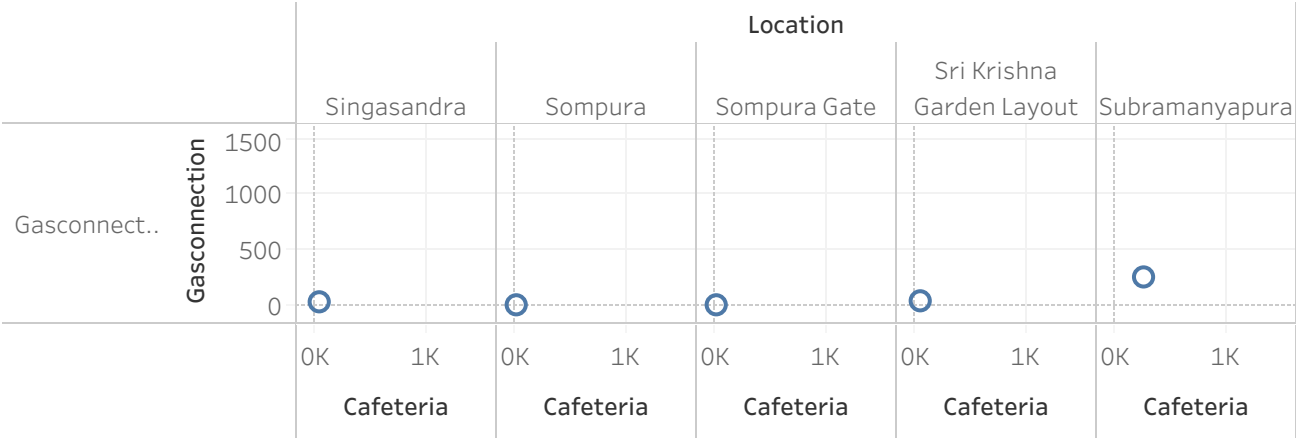 Location
Singasandra
Sompura
Sompura Gate
Sri Krishna
Garden Layout
Subramanyapura
Gasconnect..
Gasconnection
1500
1000
500
0
0K 1K 0K 1K 0K 1K 0K 1K 0K 1K
Cafeteria Cafeteria Cafeteria Cafeteria Cafeteria